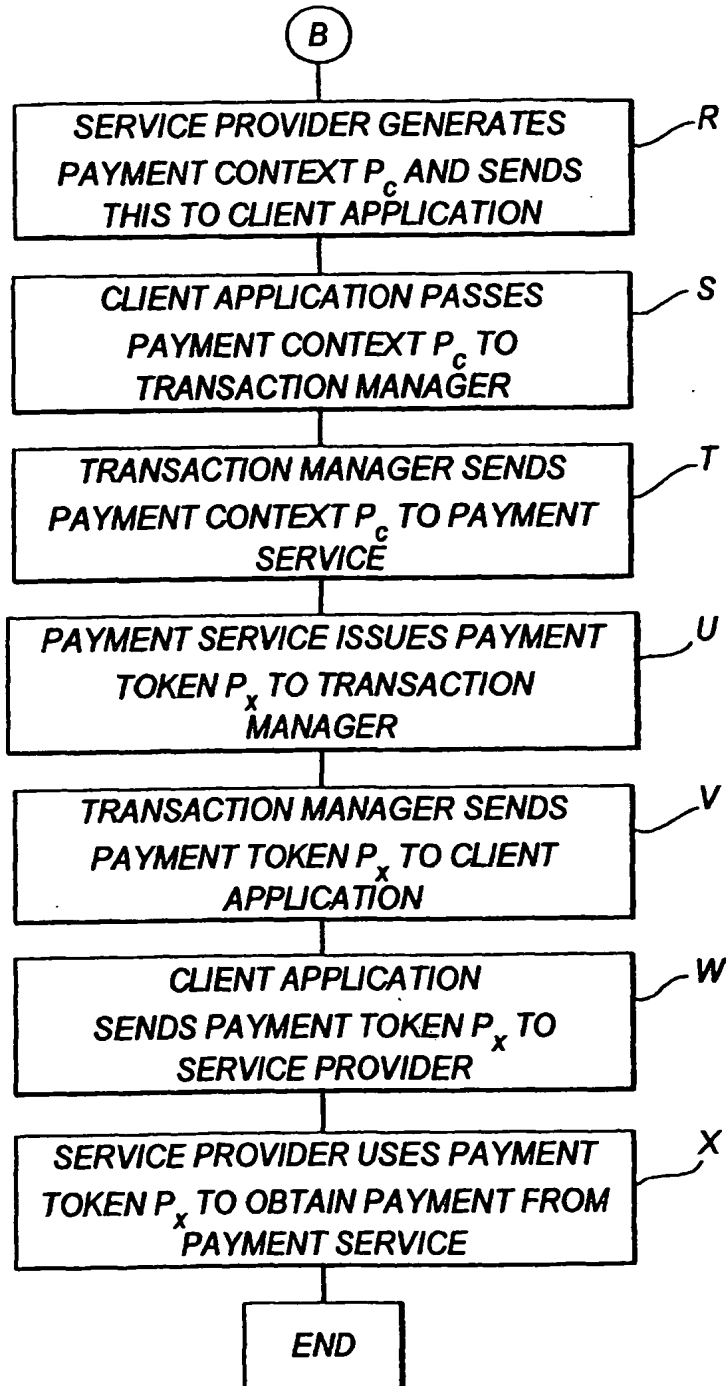 B
SERVICE PROVIDER GENERATES
PAYMENT CONTEXT Pc AND SENDS
THIS TO CLIENT APPLICATION
R
CLIENT APPLICATION PASSES
PAYMENT CONTEXT Pc TO
TRANSACTION MANAGER
S
TRANSACTION MANAGER SENDS
PAYMENT CONTEXT Pc TO PAYMENT
SERVICE
T
PAYMENT SERVICE ISSUES PAYMENT
TOKEN Px TO TRANSACTION
MANAGER
U
TRANSACTION MANAGER SENDS
PAYMENT TOKEN Px TO CLIENT
APPLICATION
V
CLIENT APPLICATION
SENDS PAYMENT TOKEN Px TO
SERVICE PROVIDER
W
SERVICE PROVIDER USES PAYMENT
TOKEN Px TO OBTAIN PAYMENT FROM
PAYMENT SERVICE
X
END